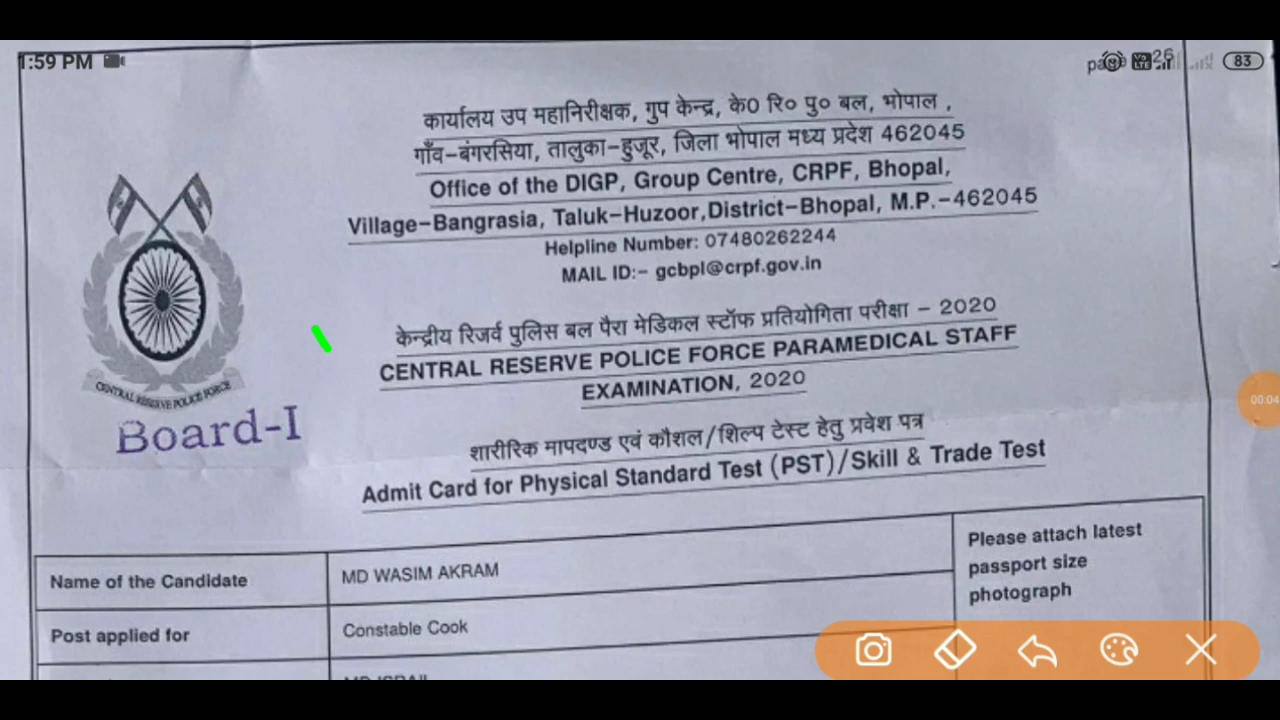 1:59 PM
83
कार्यालय उप महानिरीक्षक, ग्रुप केन्द्र, के0 रि० पु० बल, भोपाल ,
गाँव–बंगरसिया, तालुका–हुजूर, जिला भोपाल मध्य प्रदेश 462045
Office of the DIGP, Group Centre, CRPF, Bhopal,
Village–Bangrasia, Taluk–Huzoor,District–Bhopal, M.P.–462045
Helpline Number: 07480262244
MAIL ID:– gcbpl@crpf.gov.in
केन्द्रीय रिजर्व पुलिस बल पैरा मेडिकल स्टॉफ प्रतियोगिता परीक्षा – 2020
CENTRAL RESERVE POLICE FORCE PARAMEDICAL STAFF
EXAMINATION, 2020
CENTRAL RESERVE POLICE FORCE
Board-I
00:04
शारीरिक मापदण्ड एवं कौशल/शिल्प टेस्ट हेतु प्रवेश पत्र
Admit Card for Physical Standard Test (PST)/Skill & Trade Test
Name of the Candidate
MD WASIM AKRAM
Please attach latest
passport size
photograph
Post applied for
Constable Cook